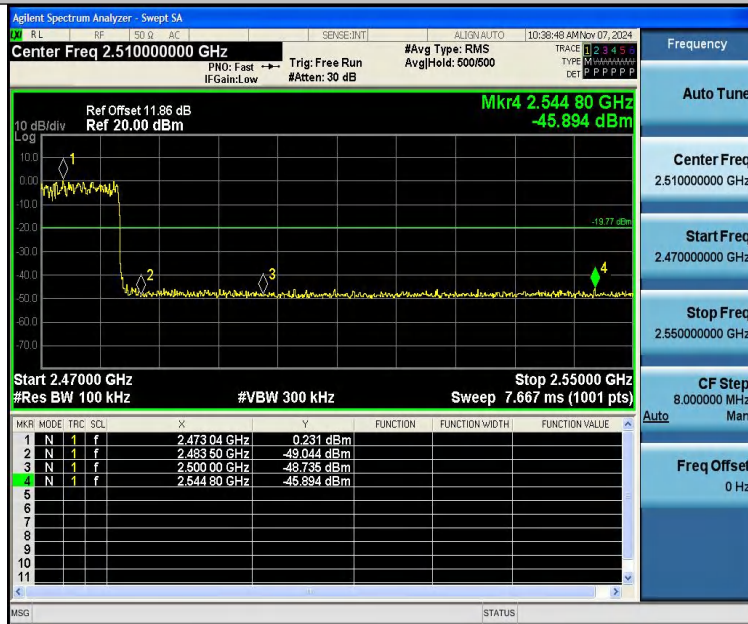 Agilent Spectrum Analyzer - Swept SA
RL RF 50 Ω AC SENSE:INT ALIGN AUTO 10:38:48 AM Nov 07, 2024
Center Freq 2.510000000 GHz
PNO: Fast Trig: Free Run
IFGain:Low #Atten: 30 dB
#Avg Type: RMS
Avg|Hold: 500/500
TRACE 1 2 3 4 5 6
TYPE M
DET P P P P P P
Ref Offset 11.86 dB
10 dB/div Ref 20.00 dBm
Log
Mkr4 2.544 80 GHz
-45.894 dBm
10.0
0.00
-10.0
-20.0
-30.0
-40.0
-50.0
-60.0
-70.0
1
2
3
4
-19.77 dBm
Start 2.47000 GHz Stop 2.55000 GHz
#Res BW 100 kHz #VBW 300 kHz Sweep 7.667 ms (1001 pts)
MKR MODE TRC SCL X Y FUNCTION FUNCTION WIDTH FUNCTION VALUE
1 N 1 f 2.473 04 GHz 0.231 dBm
2 N 1 f 2.483 50 GHz -49.044 dBm
3 N 1 f 2.500 00 GHz -48.735 dBm
4 N 1 f 2.544 80 GHz -45.894 dBm
5
6
7
8
9
10
11
MSG STATUS
Frequency
Auto Tune
Center Freq
2.510000000 GHz
Start Freq
2.470000000 GHz
Stop Freq
2.550000000 GHz
CF Step
8.000000 MHz
Auto Man
Freq Offset
0 Hz